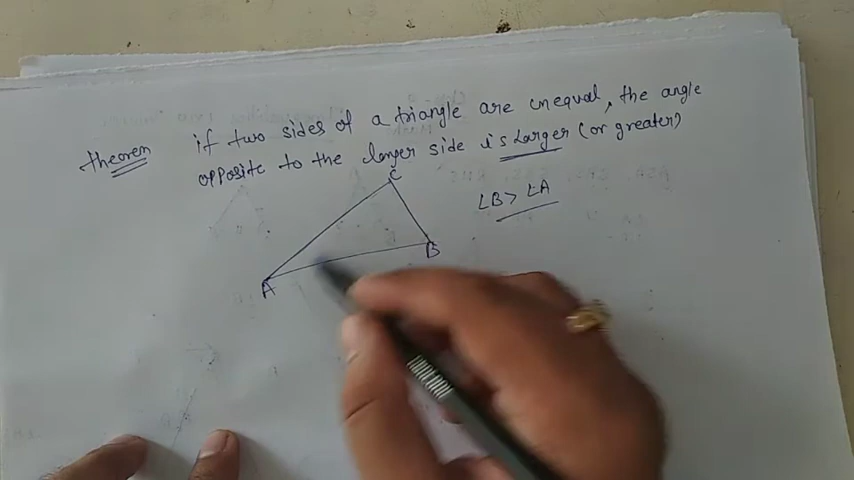 theorem if two sides of a triangle are unequal, the angle
opposite to the longer side is Larger (or greater)
∠B > ∠A
C
B
A